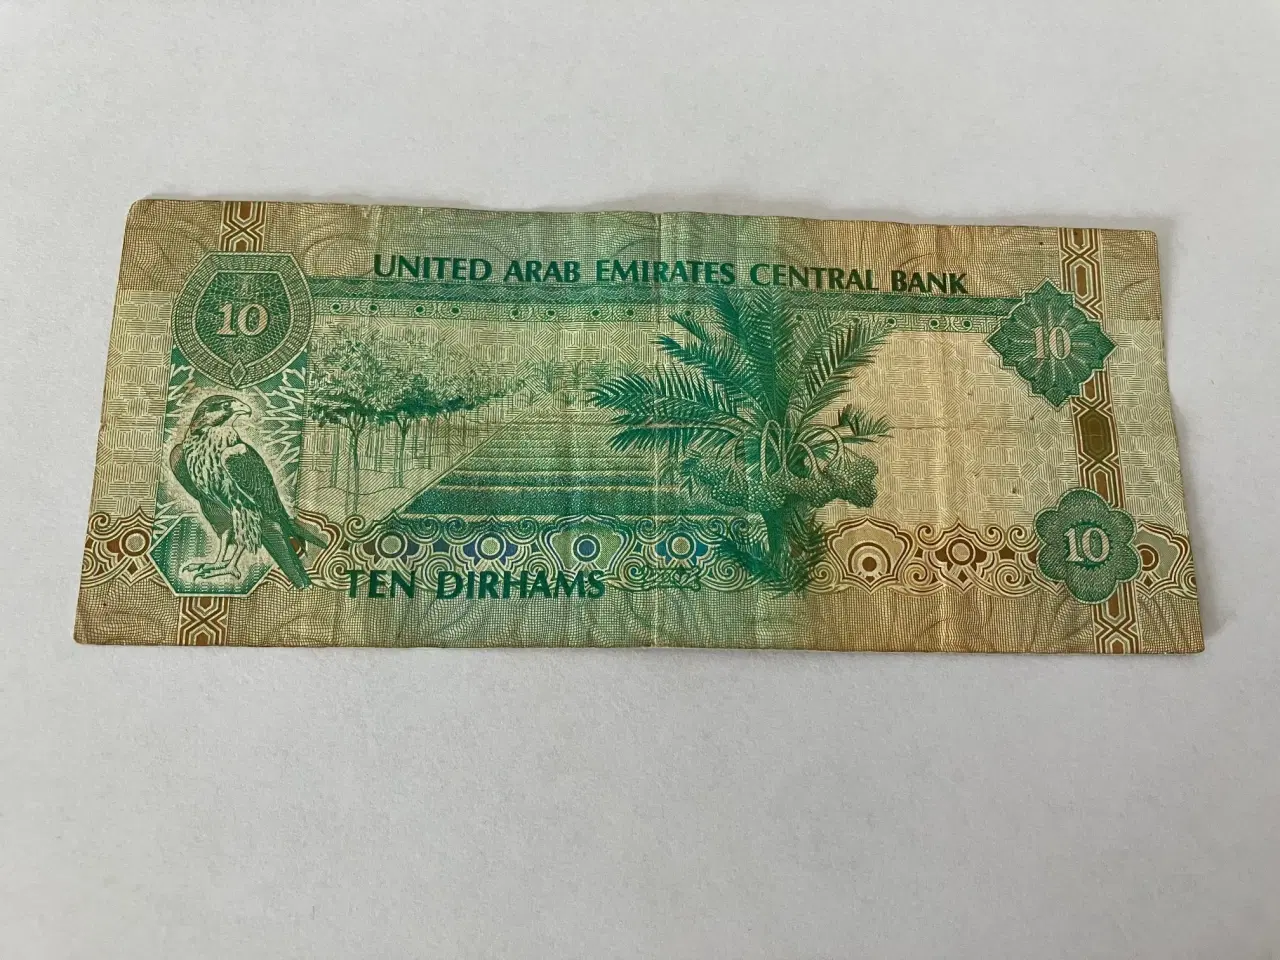 UNITED ARAB EMIRATES CENTRAL BANK
10
10
10
TEN DIRHAMS